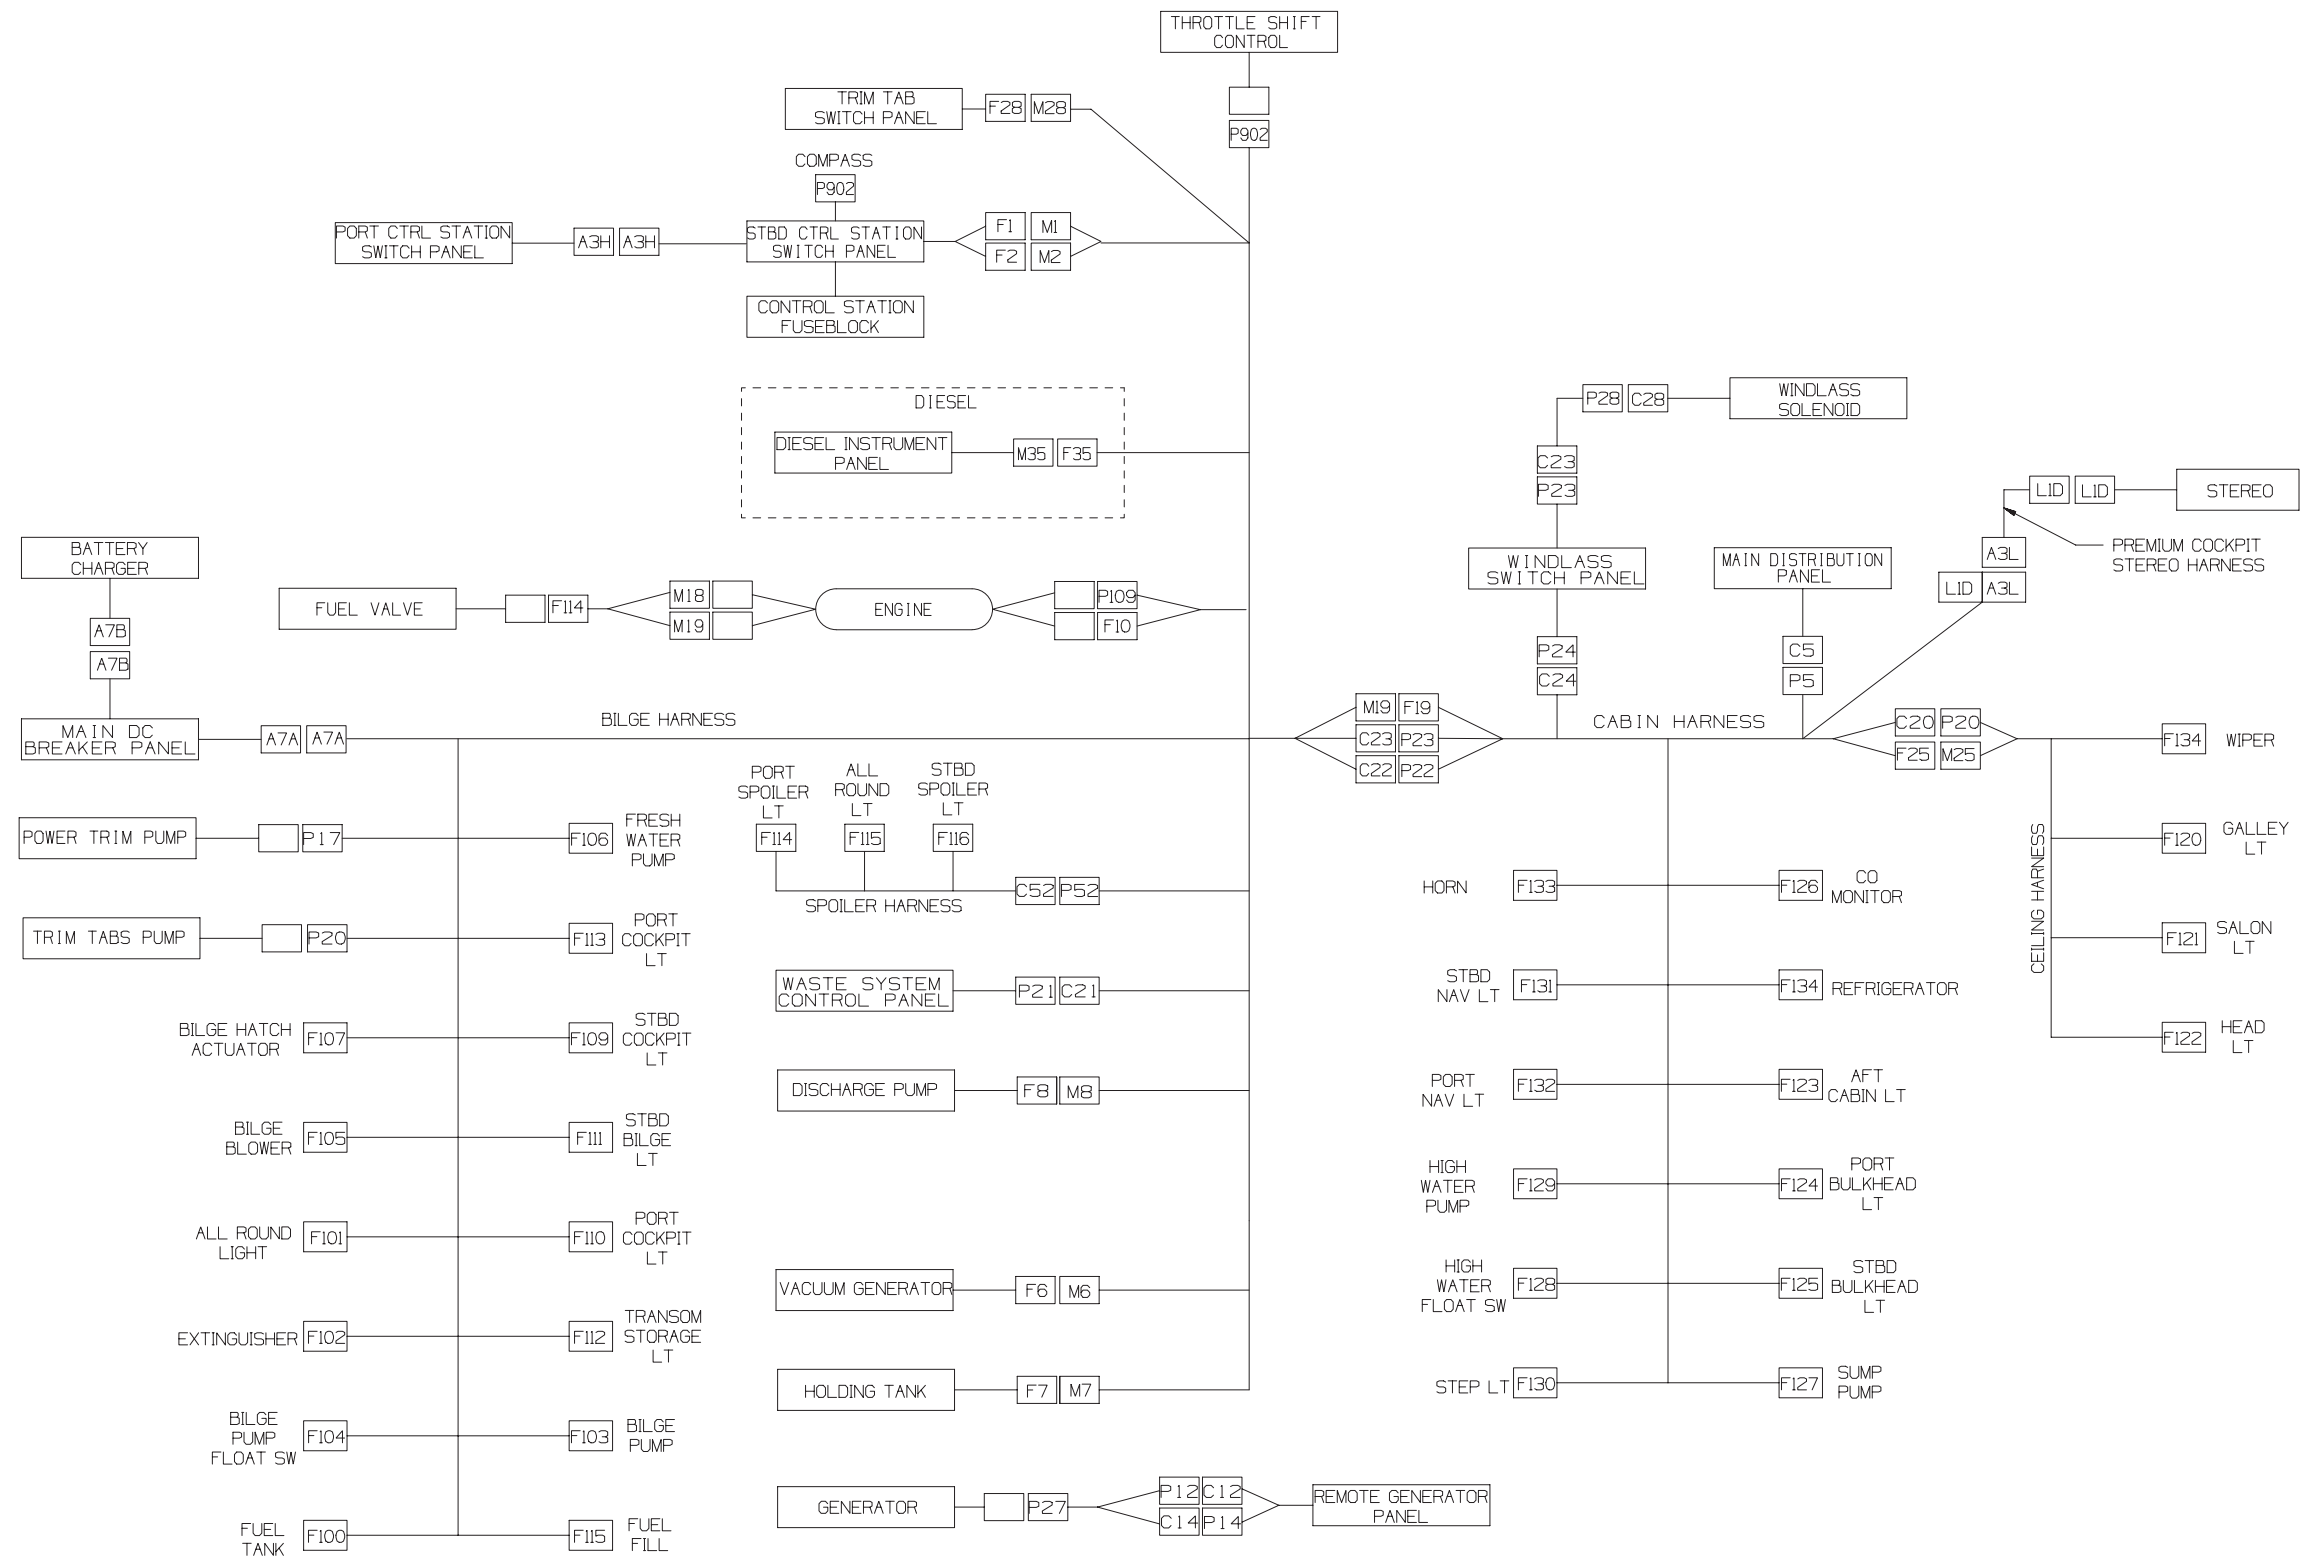 THROTTLE SHIFT
CONTROL
P902
TRIM TAB
SWITCH PANEL
F28 M28
COMPASS
P902
PORT CTRL STATION
SWITCH PANEL
A3H A3H
STBD CTRL STATION
SWITCH PANEL
F1 M1
F2 M2
CONTROL STATION
FUSEBLOCK
DIESEL
DIESEL INSTRUMENT
PANEL
M35 F35
P28 C28
WINDLASS
SOLENOID
C23
P23
WINDLASS
SWITCH PANEL
P24
C24
MAIN DISTRIBUTION
PANEL
C5
P5
L1D L1D
STEREO
A3L
L1D A3L
PREMIUM COCKPIT
STEREO HARNESS
BATTERY
CHARGER
A7B
A7B
FUEL VALVE
F114
M18
M19
ENGINE
P109
F10
MAIN DC
BREAKER PANEL
A7A A7A
BILGE HARNESS
M19 F19
C23 P23
C22 P22
CABIN HARNESS
C20 P20
F25 M25
F134 WIPER
POWER TRIM PUMP
P17
F106
FRESH
WATER
PUMP
TRIM TABS PUMP
P20
F113
PORT
COCKPIT
LT
BILGE HATCH
ACTUATOR
F107
F109
STBD
COCKPIT
LT
BILGE
BLOWER
F105
F111
STBD
BILGE
LT
ALL ROUND
LIGHT
F101
F110
PORT
COCKPIT
LT
EXTINGUISHER
F102
F112
TRANSOM
STORAGE
LT
BILGE
PUMP
FLOAT SW
F104
F103
BILGE
PUMP
FUEL
TANK
F100
F115
FUEL
FILL
PORT
SPOILER
LT
F114
ALL
ROUND
LT
F115
STBD
SPOILER
LT
F116
SPOILER HARNESS
C52 P52
WASTE SYSTEM
CONTROL PANEL
P21 C21
DISCHARGE PUMP
F8 M8
VACUUM GENERATOR
F6 M6
HOLDING TANK
F7 M7
GENERATOR
P27
P12 C12
C14 P14
REMOTE GENERATOR
PANEL
HORN
F133
F126
CO
MONITOR
STBD
NAV LT
F131
F134
REFRIGERATOR
PORT
NAV LT
F132
F123
AFT
CABIN LT
HIGH
WATER
PUMP
F129
F124
PORT
BULKHEAD
LT
HIGH
WATER
FLOAT SW
F128
F125
STBD
BULKHEAD
LT
STEP LT
F130
F127
SUMP
PUMP
CEILING HARNESS
F120
GALLEY
LT
F121
SALON
LT
F122
HEAD
LT